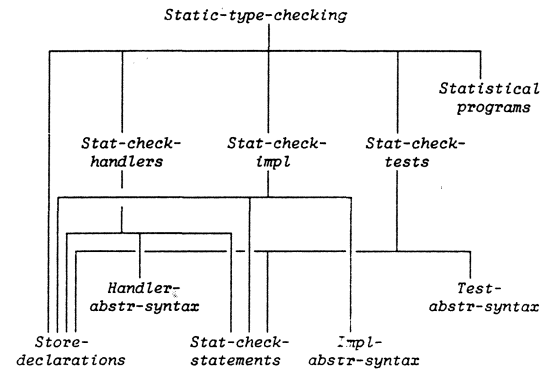 Static-type-checking
Statistical
programs
Stat-check-
handlers
Stat-check-
impl
Stat-check-
tests
Handler-
abstr-syntax
Test-
abstr-syntax
Store-
declarations
Stat-check-
statements
Impl-
abstr-syntax